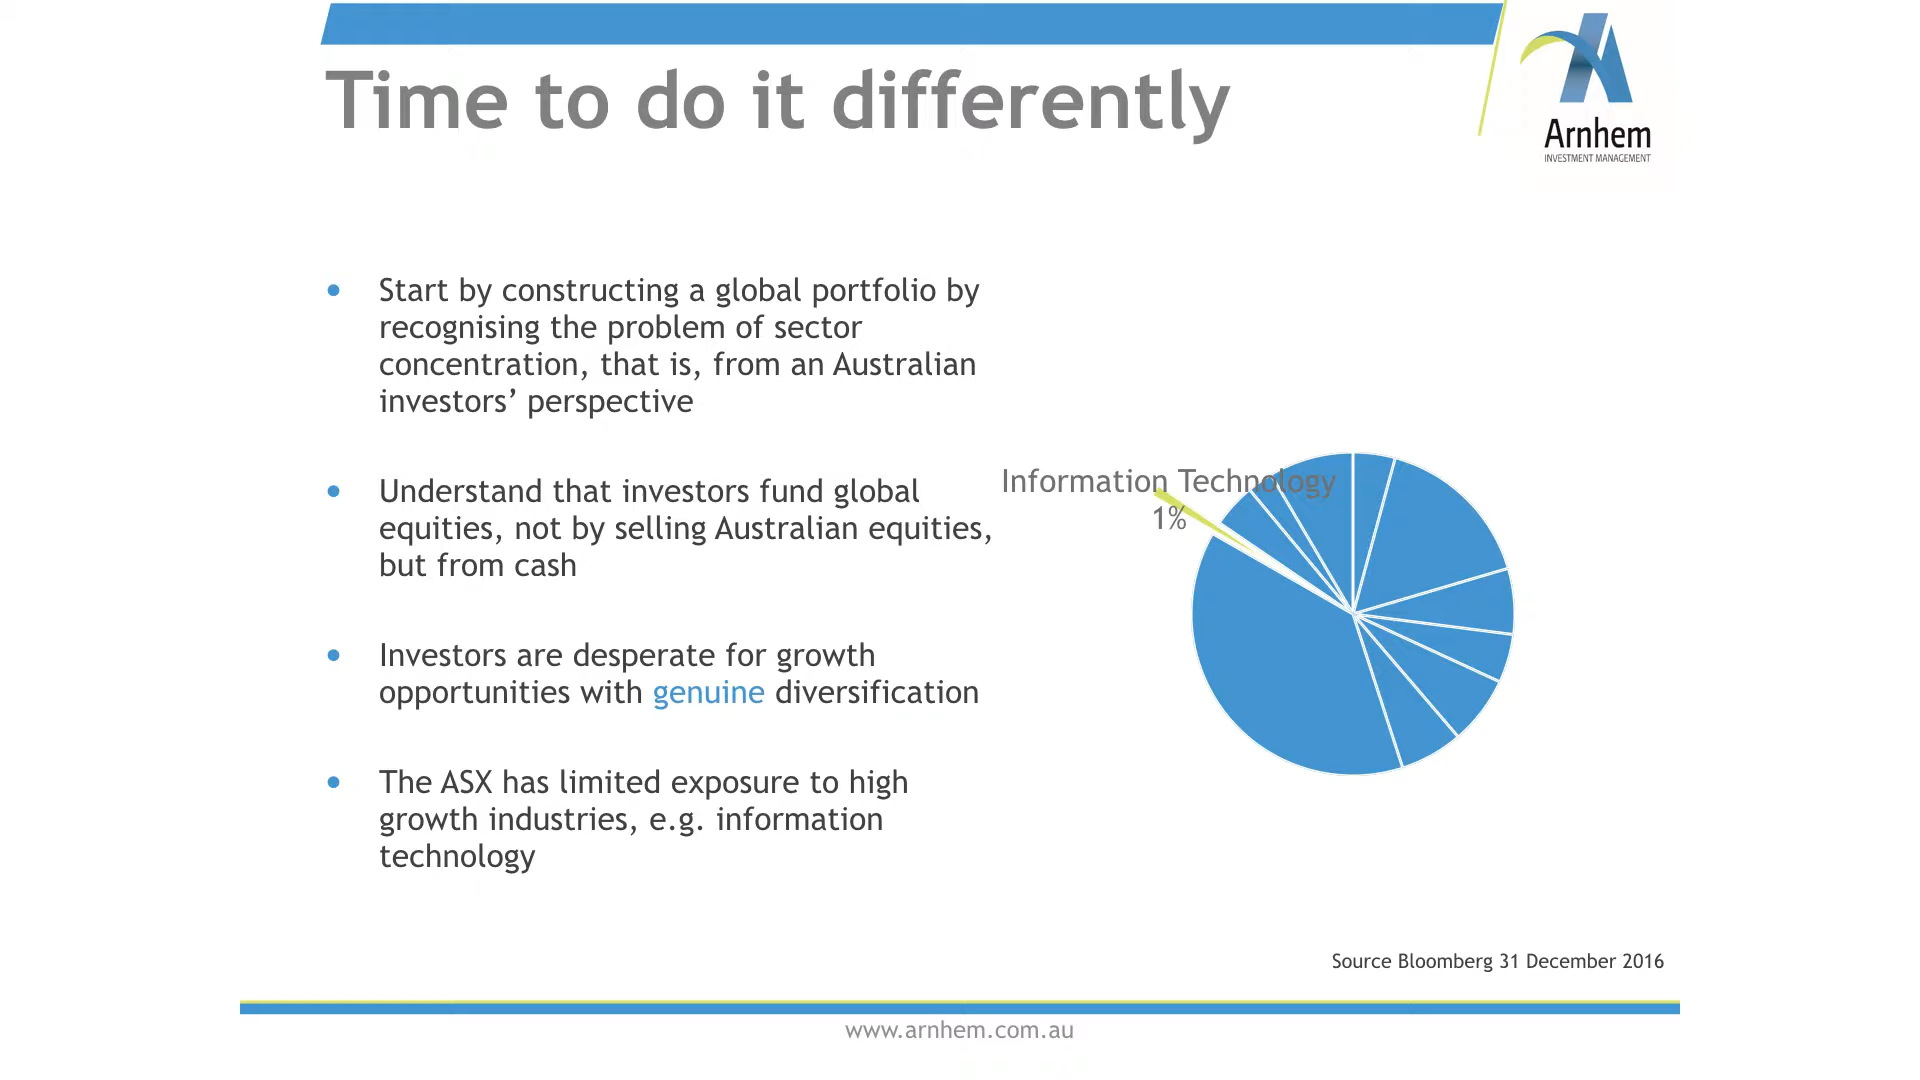 Time to do it differently
Arnhem
INVESTMENT MANAGEMENT
• Start by constructing a global portfolio by
recognising the problem of sector
concentration, that is, from an Australian
investors’ perspective
• Understand that investors fund global
equities, not by selling Australian equities,
but from cash
• Investors are desperate for growth
opportunities with genuine diversification
• The ASX has limited exposure to high
growth industries, e.g. information
technology
Information Technology
1%
Source Bloomberg 31 December 2016
www.arnhem.com.au